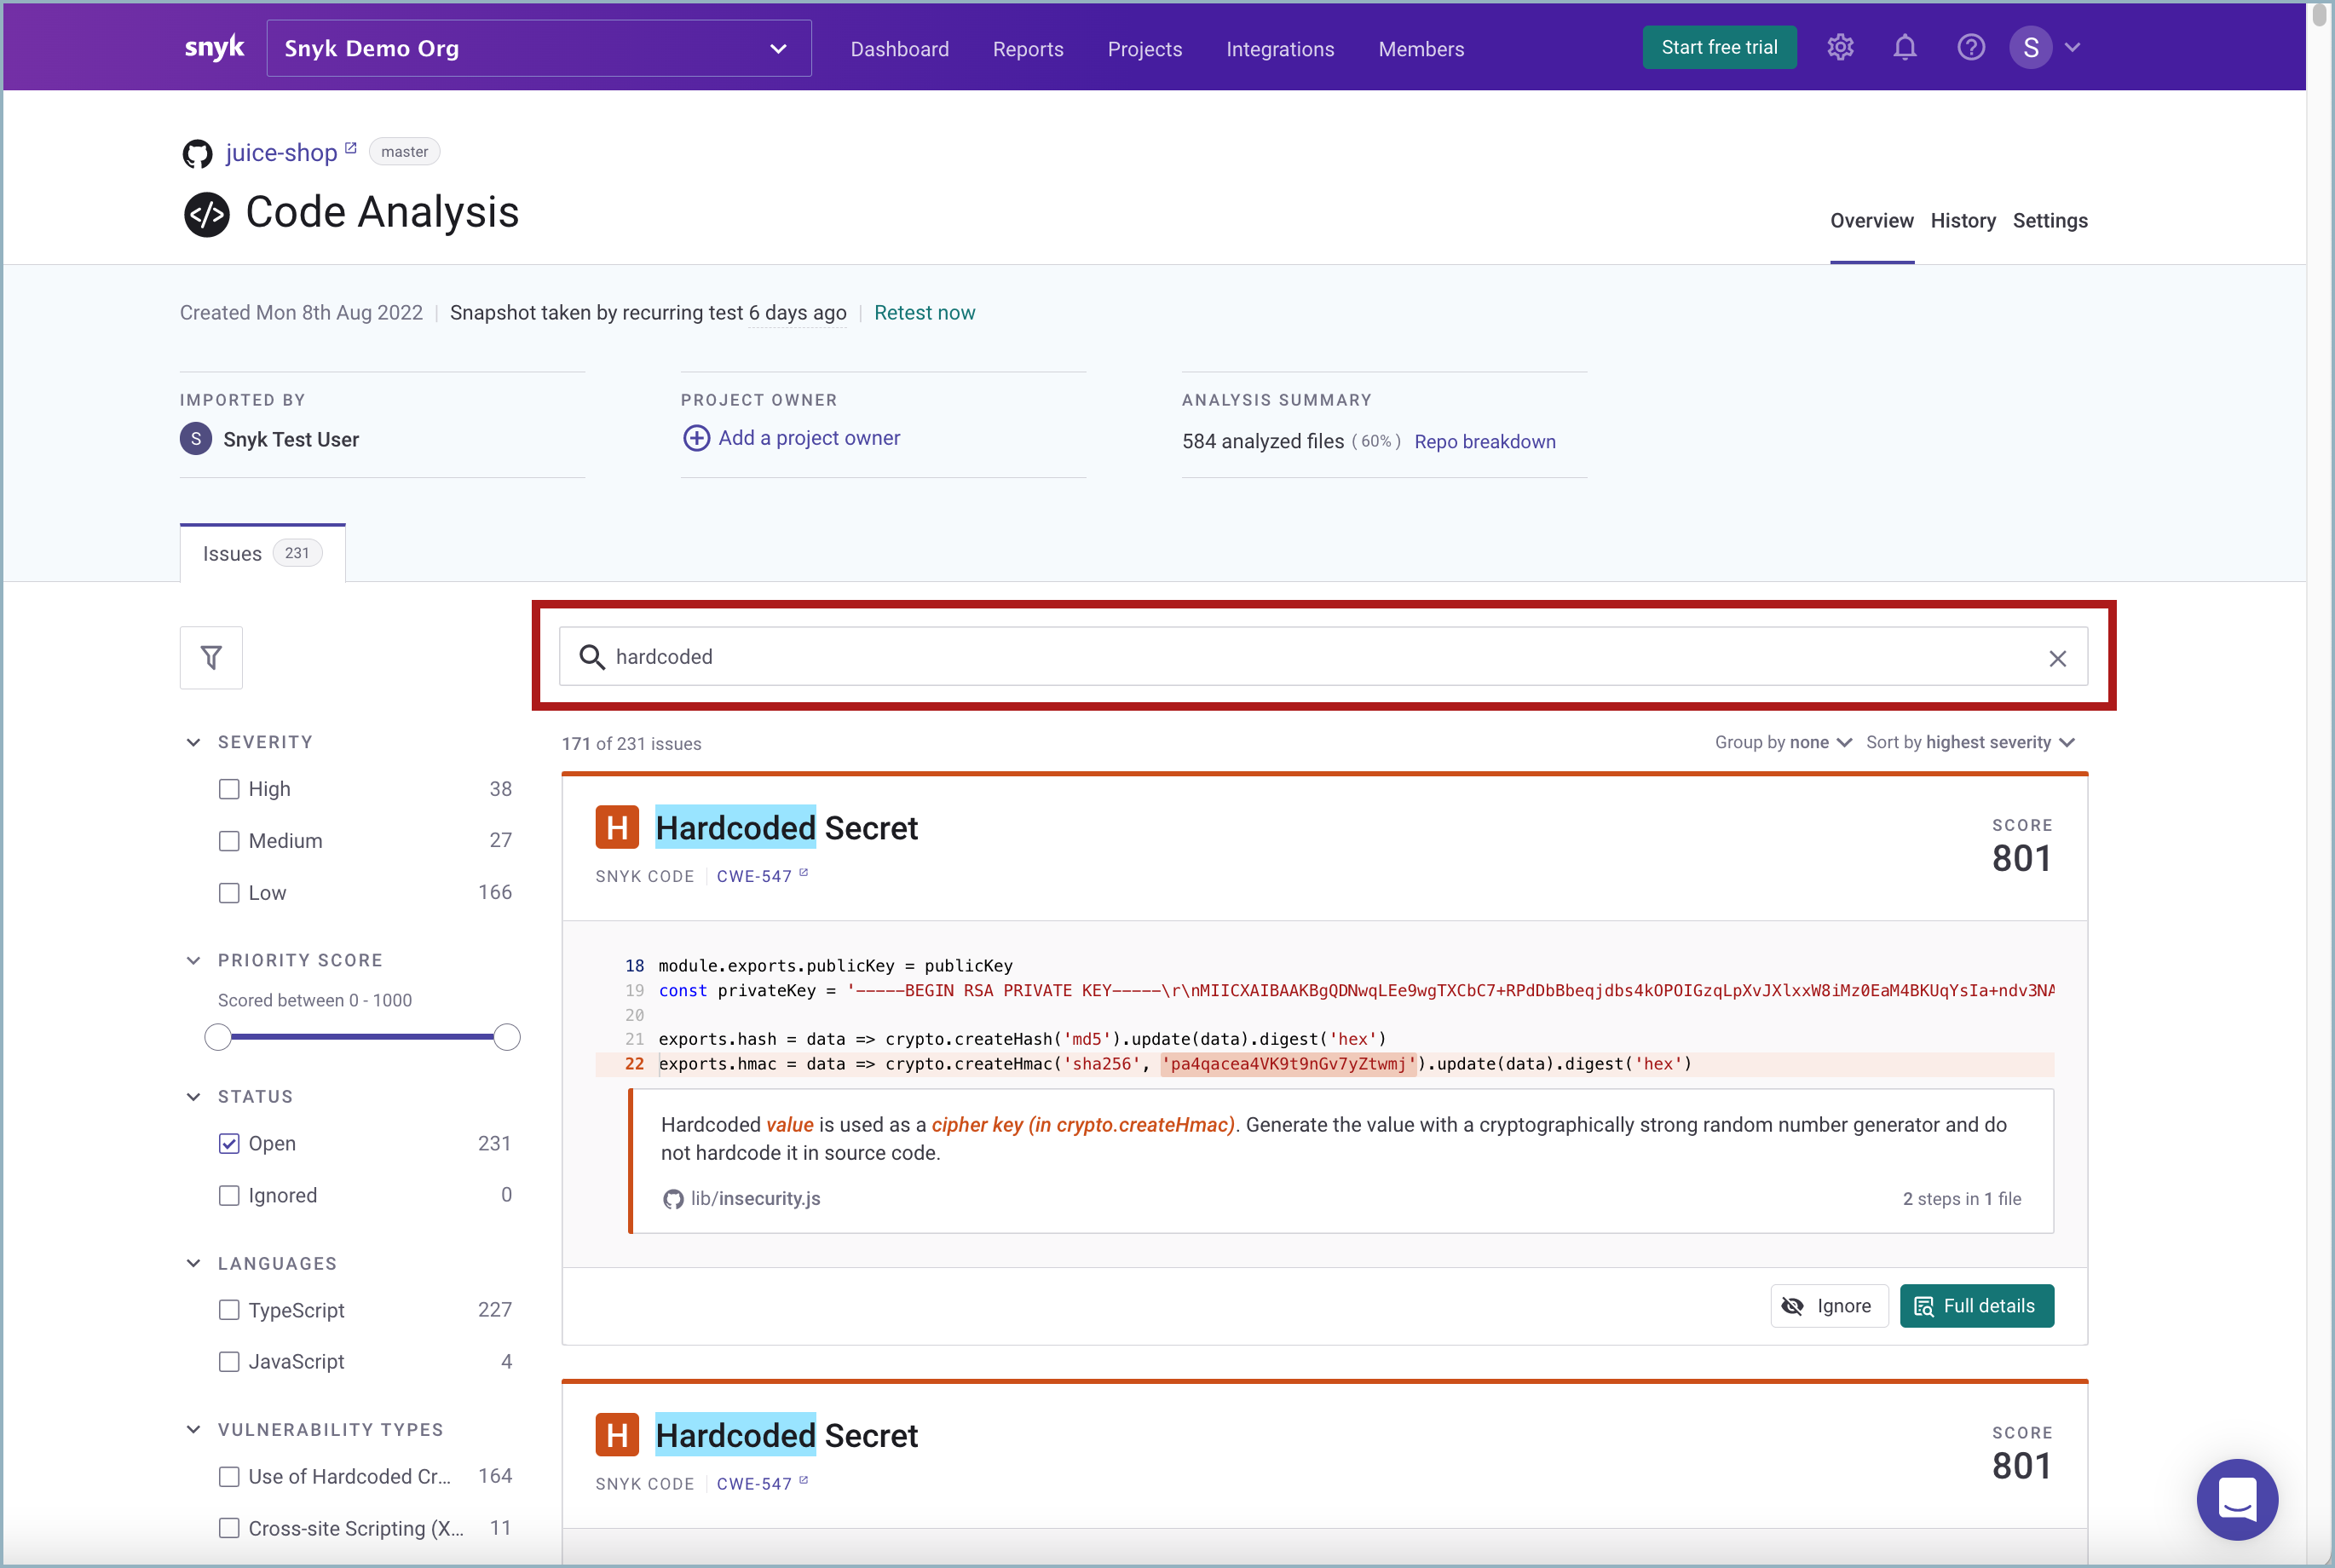 snyk
Snyk Demo Org
Dashboard
Reports
Projects
Integrations
Members
Start free trial
S
juice-shop
master
Code Analysis
Overview
History
Settings
Created Mon 8th Aug 2022 | Snapshot taken by recurring test 6 days ago | Retest now
IMPORTED BY
S Snyk Test User
PROJECT OWNER
Add a project owner
ANALYSIS SUMMARY
584 analyzed files (60%) Repo breakdown
Issues 231
hardcoded
171 of 231 issues
Group by none
Sort by highest severity
SEVERITY
High 38
Medium 27
Low 166
PRIORITY SCORE
Scored between 0 - 1000
STATUS
Open 231
Ignored 0
LANGUAGES
TypeScript 227
JavaScript 4
VULNERABILITY TYPES
Use of Hardcoded Cr... 164
Cross-site Scripting (X... 11
H Hardcoded Secret
SNYK CODE | CWE-547
SCORE
801
18 module.exports.publicKey = publicKey
19 const privateKey = '-----BEGIN RSA PRIVATE KEY-----\r\nMIICXAIBAAKBgQDNwqLEe9wgTXCbC7+RPdDbBbeqjdbs4kOPOIGzqLpXvJXlxxW8iMz0EaM4BKUqYsIa+ndv3NA
20
21 exports.hash = data => crypto.createHash('md5').update(data).digest('hex')
22 exports.hmac = data => crypto.createHmac('sha256', 'pa4qacea4VK9t9nGv7yZtwmj').update(data).digest('hex')
Hardcoded value is used as a cipher key (in crypto.createHmac). Generate the value with a cryptographically strong random number generator and do
not hardcode it in source code.
lib/insecurity.js
2 steps in 1 file
Ignore
Full details
H Hardcoded Secret
SNYK CODE | CWE-547
SCORE
801